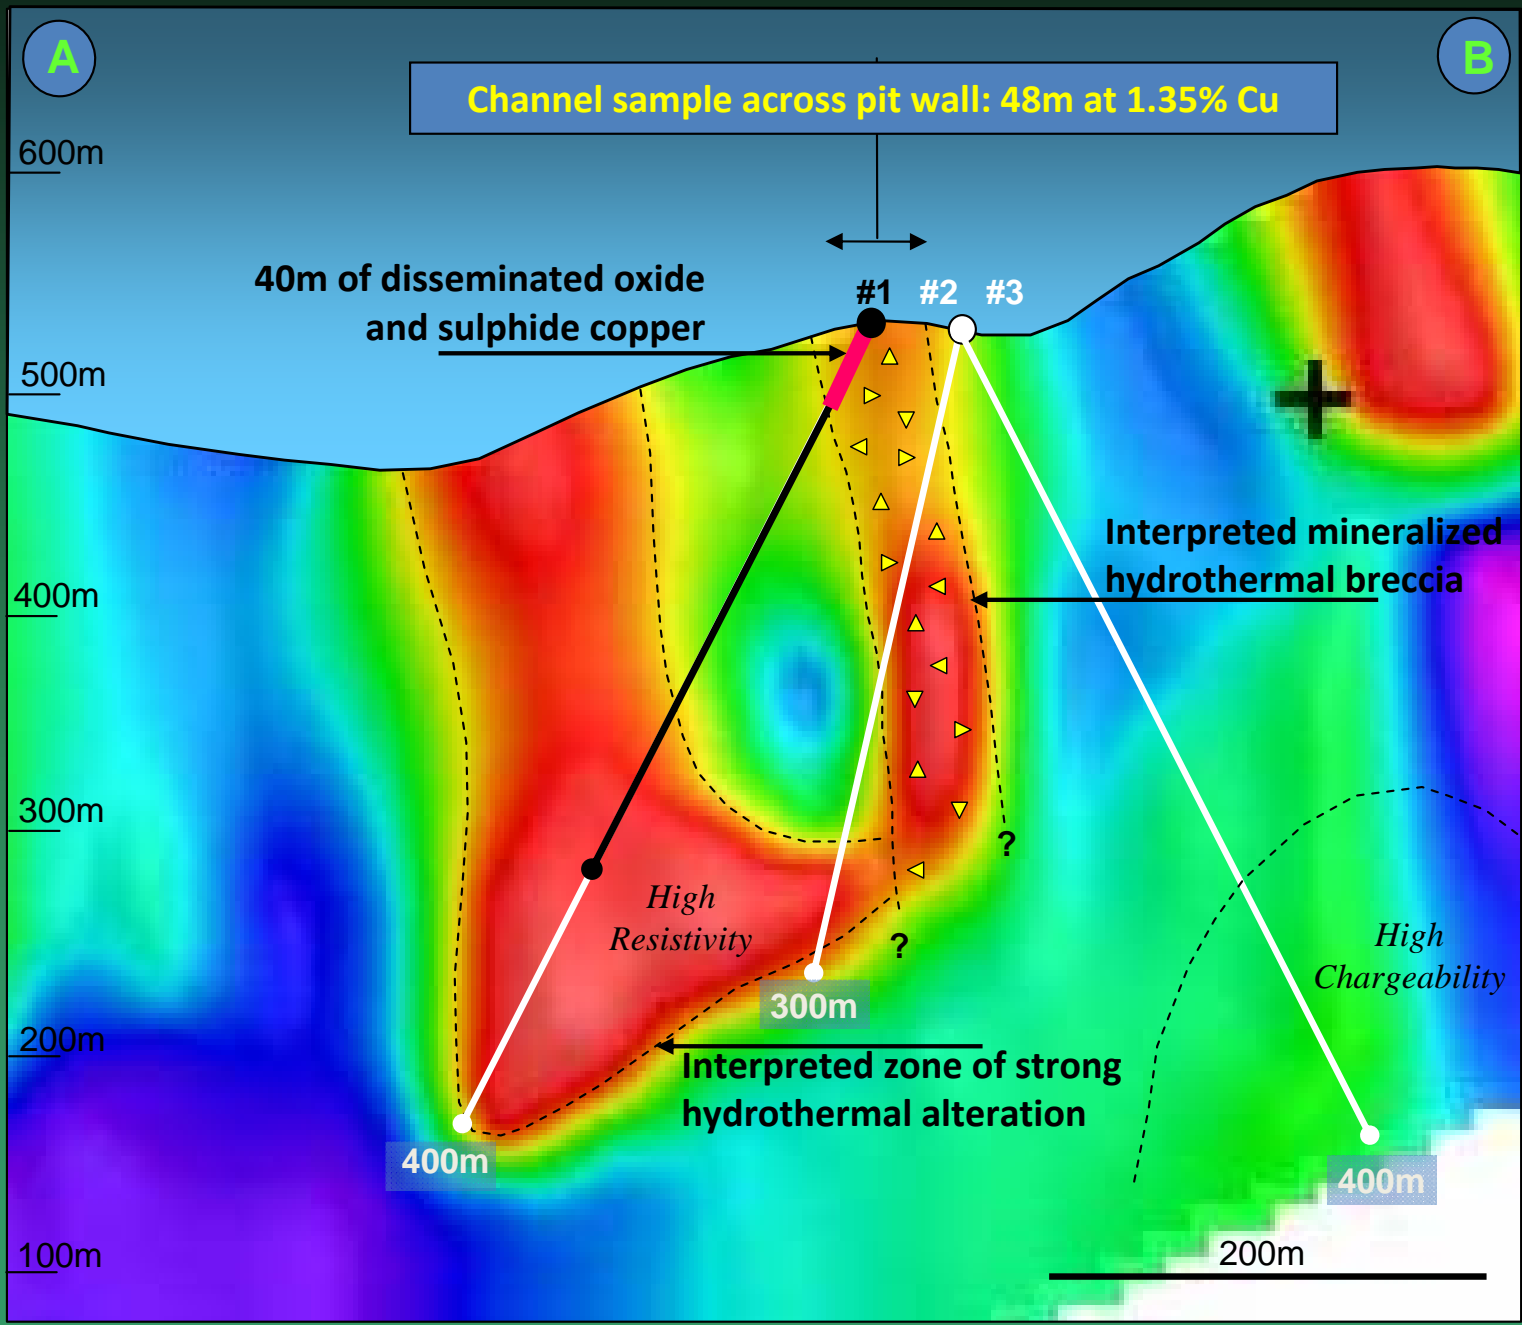 A
B
Channel sample across pit wall: 48m at 1.35% Cu
600m
40m of disseminated oxide
and sulphide copper
#1
#2
#3
500m
Interpreted mineralized
hydrothermal breccia
400m
300m
?
High
Resistivity
?
High
Chargeability
300m
200m
Interpreted zone of strong
hydrothermal alteration
400m
400m
100m
200m